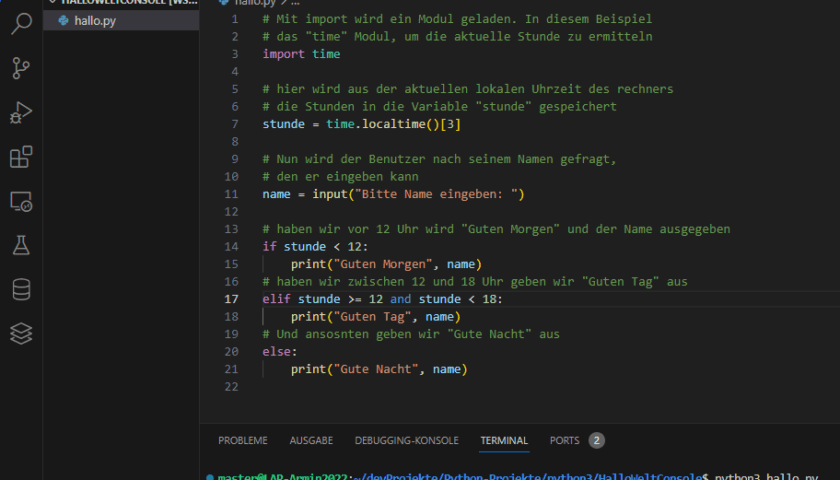 HALLOWELTCONSOLE [WS...
hallo.py
hallo.py / ...
1 # Mit import wird ein Modul geladen. In diesem Beispiel
2 # das "time" Modul, um die aktuelle Stunde zu ermitteln
3 import time
4
5 # hier wird aus der aktuellen lokalen Uhrzeit des rechners
6 # die Stunden in die Variable "stunde" gespeichert
7 stunde = time.localtime()[3]
8
9 # Nun wird der Benutzer nach seinem Namen gefragt,
10 # den er eingeben kann
11 name = input("Bitte Name eingeben: ")
12
13 # haben wir vor 12 Uhr wird "Guten Morgen" und der Name ausgegeben
14 if stunde < 12:
15 print("Guten Morgen", name)
16 # haben wir zwischen 12 und 18 Uhr geben wir "Guten Tag" aus
17 elif stunde >= 12 and stunde < 18:
18 print("Guten Tag", name)
19 # Und ansosnten geben wir "Gute Nacht" aus
20 else:
21 print("Gute Nacht", name)
22
PROBLEME AUSGABE DEBUGGING-KONSOLE TERMINAL PORTS 2
master@LAP-Armin2022:~/devProjekte/Python-Projekte/python3/HalloWeltConsole$ python3 hallo.py